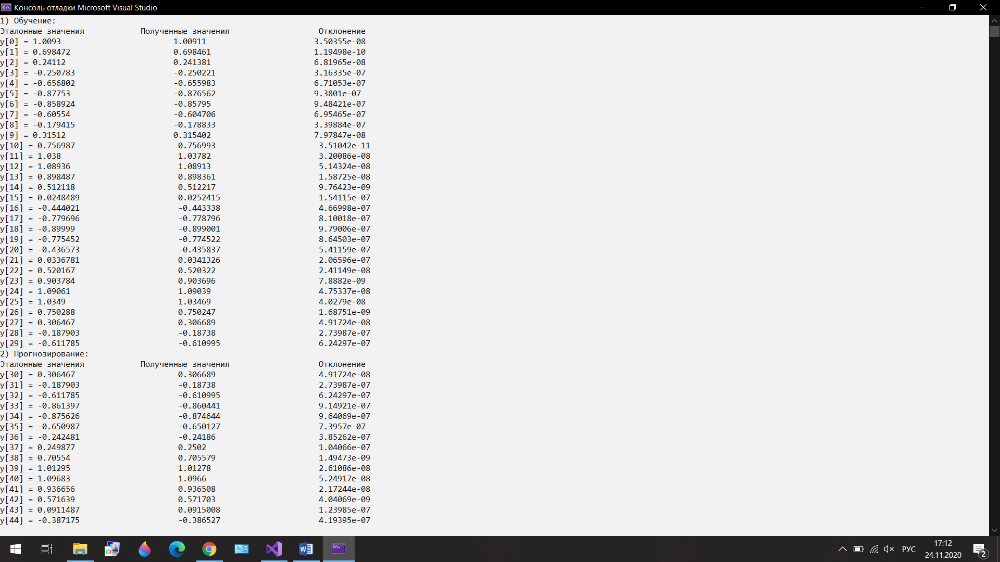 Консоль отладки Microsoft Visual Studio
1) Обучение:
Эталонные значения Полученные значения Отклонение
y[0] = 1.0093 1.00911 3.50355e-08
y[1] = 0.698472 0.698461 1.19498e-10
y[2] = 0.24112 0.241381 6.81965e-08
y[3] = -0.250783 -0.250221 3.16335e-07
y[4] = -0.656802 -0.655983 6.71053e-07
y[5] = -0.87753 -0.876562 9.3801e-07
y[6] = -0.858924 -0.85795 9.48421e-07
y[7] = -0.60554 -0.604706 6.95465e-07
y[8] = -0.179415 -0.178833 3.39884e-07
y[9] = 0.31512 0.315402 7.97847e-08
y[10] = 0.756987 0.756993 3.51042e-11
y[11] = 1.038 1.03782 3.20086e-08
y[12] = 1.08936 1.08913 5.14324e-08
y[13] = 0.898487 0.898361 1.58725e-08
y[14] = 0.512118 0.512217 9.76423e-09
y[15] = 0.0248489 0.0252415 1.54115e-07
y[16] = -0.444021 -0.443338 4.66998e-07
y[17] = -0.779696 -0.778796 8.10018e-07
y[18] = -0.89999 -0.899001 9.79006e-07
y[19] = -0.775452 -0.774522 8.64503e-07
y[20] = -0.436573 -0.435837 5.41159e-07
y[21] = 0.0336781 0.0341326 2.06596e-07
y[22] = 0.520167 0.520322 2.41149e-08
y[23] = 0.903784 0.903696 7.8882e-09
y[24] = 1.09061 1.09039 4.75337e-08
y[25] = 1.0349 1.03469 4.0279e-08
y[26] = 0.750288 0.750247 1.68751e-09
y[27] = 0.306467 0.306689 4.91724e-08
y[28] = -0.187903 -0.18738 2.73987e-07
y[29] = -0.611785 -0.610995 6.24297e-07
2) Прогнозирование:
Эталонные значения Полученные значения Отклонение
y[30] = 0.306467 0.306689 4.91724e-08
y[31] = -0.187903 -0.18738 2.73987e-07
y[32] = -0.611785 -0.610995 6.24297e-07
y[33] = -0.861397 -0.860441 9.14921e-07
y[34] = -0.875626 -0.874644 9.64069e-07
y[35] = -0.650987 -0.650127 7.3957e-07
y[36] = -0.242481 -0.24186 3.85262e-07
y[37] = 0.249877 0.2502 1.04066e-07
y[38] = 0.70554 0.705579 1.49473e-09
y[39] = 1.01295 1.01278 2.61086e-08
y[40] = 1.09683 1.0966 5.24917e-08
y[41] = 0.936656 0.936508 2.17244e-08
y[42] = 0.571639 0.571703 4.04069e-09
y[43] = 0.0911487 0.0915008 1.23985e-07
y[44] = -0.387175 -0.386527 4.19395e-07
РУС
17:12
24.11.2020
2